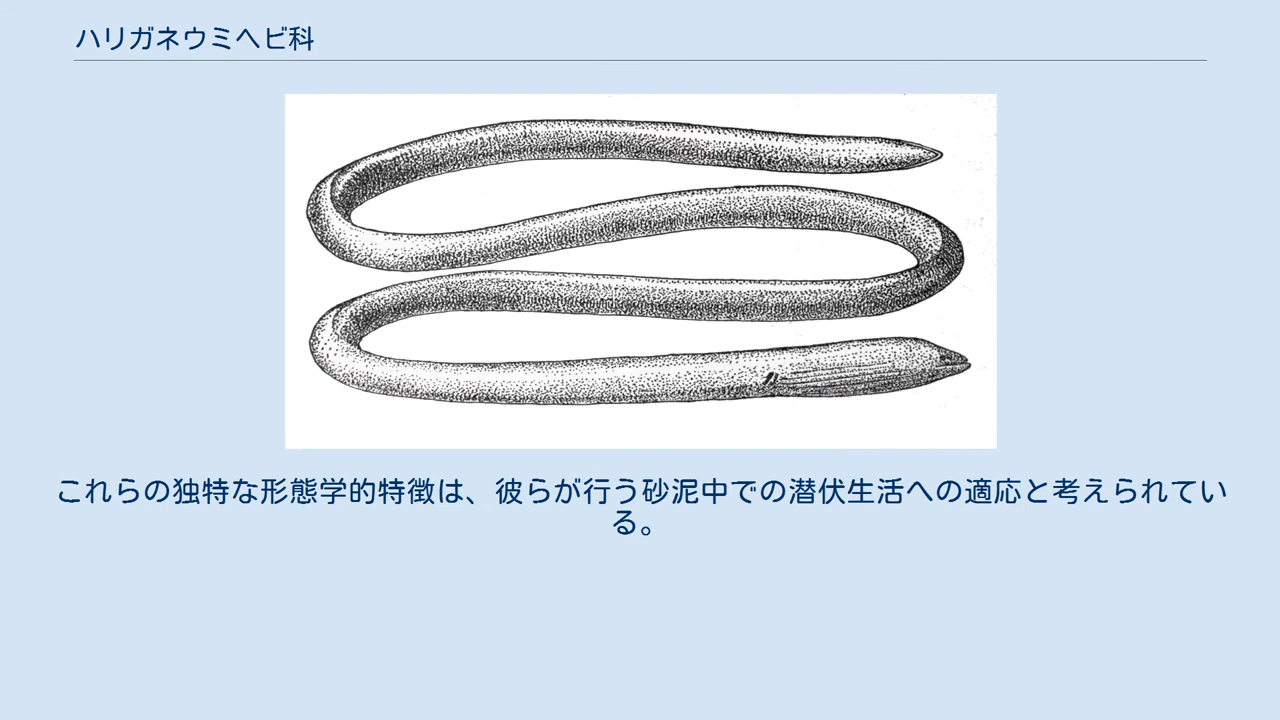 ハリガネウミヘビ科
これらの独特な形態学的特徴は、彼らが行う砂泥中での潜伏生活への適応と考えられてい
る。